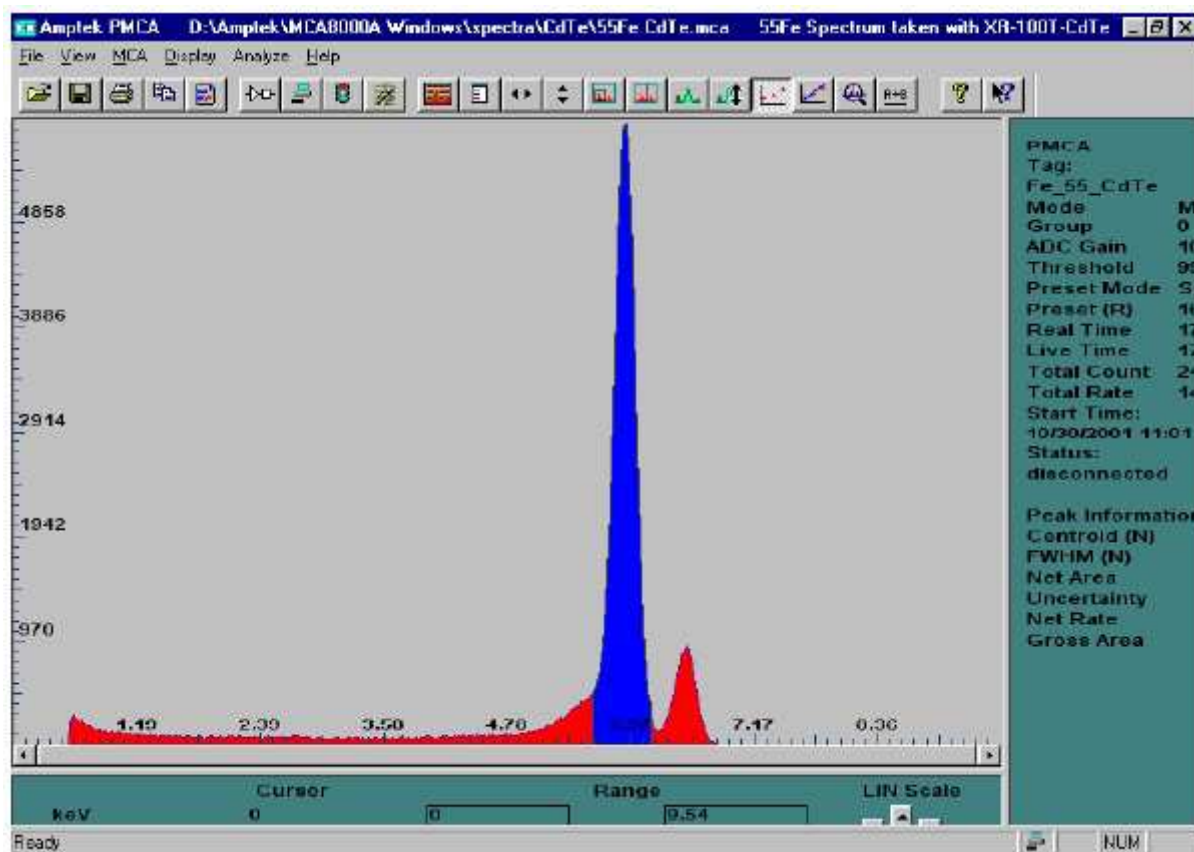 Amptek PMCA D:\Amptek\MCA8000A Windows\spectra\CdTe\55Fe CdTe.mca 55Fe Spectrum taken with XR-100T-CdTe
File View MCA Display Analyze Help
A+B
PMCA
Tag:
Fe_55_CdTe
Mode M
Group 0
ADC Gain
Threshold
Preset Mode S
Preset (R)
Real Time
Live Time
Total Count
Total Rate
Start Time:
10/30/2001 11:01
Status:
disconnected
Peak Information
Centroid (N)
FWHM (N)
Net Area
Uncertainty
Net Rate
Gross Area
4858
3886
2914
1942
970
1.19 2.39 4.78 7.17
Cursor Range LIN Scale
keV 0 0 9.54
Ready NUM